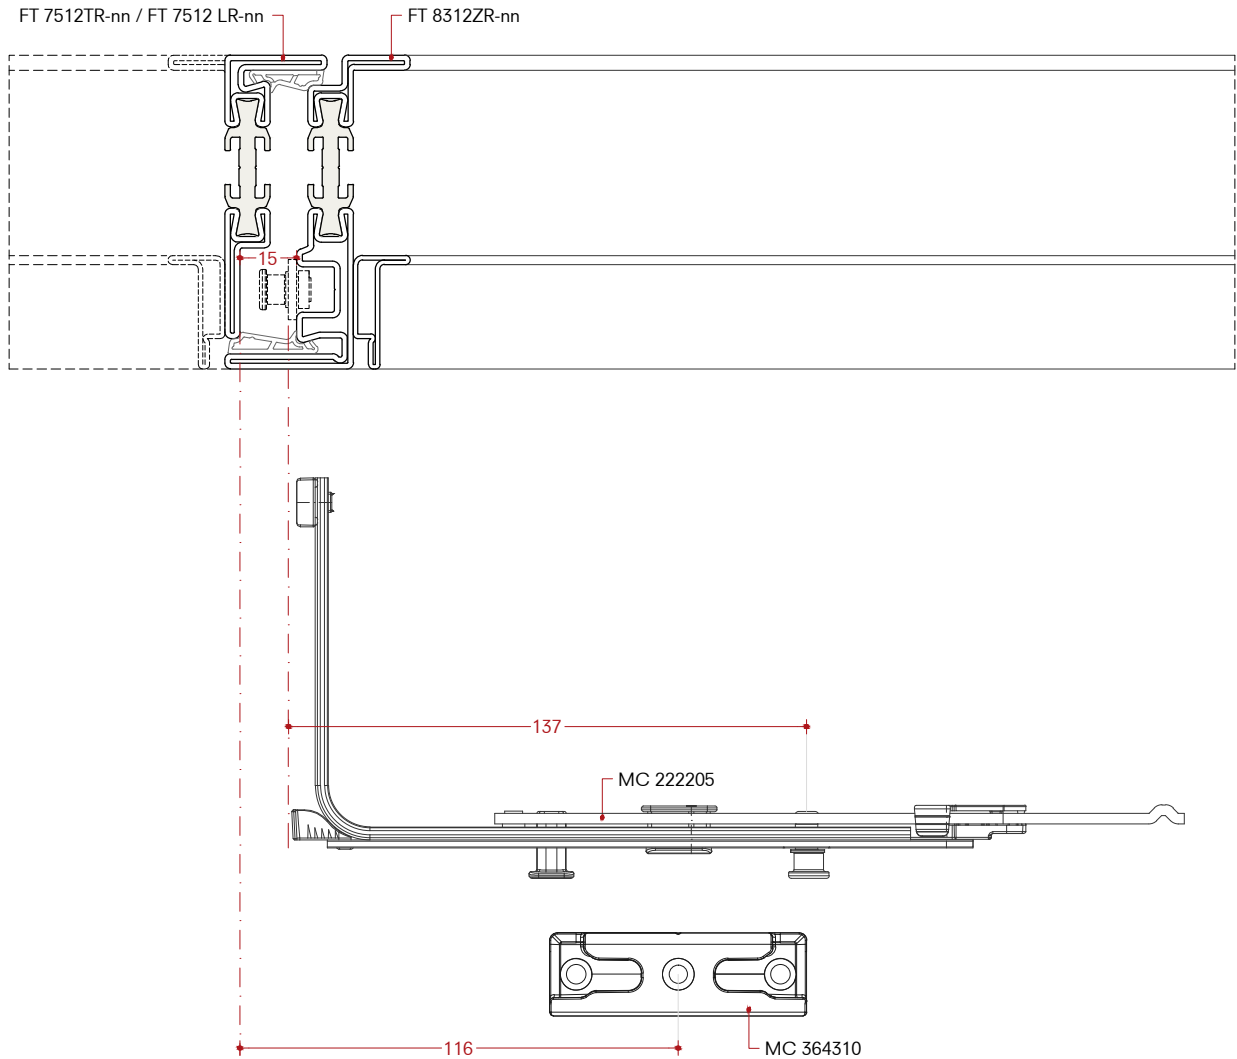 FT 7512TR-nn / FT 7512 LR-nn
FT 8312ZR-nn
15
137
MC 222205
116
MC 364310